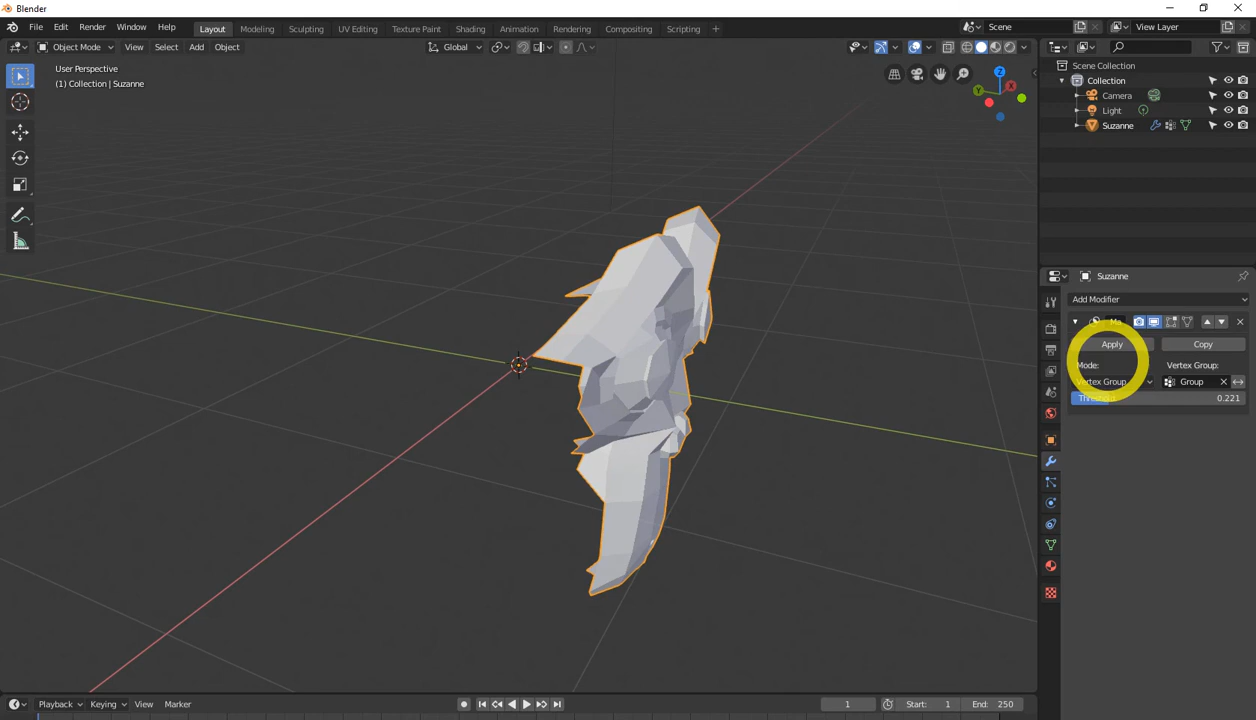 Blender
File Edit Render Window Help Layout Modeling Sculpting UV Editing Texture Paint Shading Animation Rendering Compositing Scripting + Scene View Layer
Object Mode View Select Add Object Global
User Perspective
(1) Collection | Suzanne
Z
X
Y
Scene Collection
Collection
Camera
Light
Suzanne
Suzanne
Add Modifier
Ma
Apply Copy
Mode: Vertex Group:
Vertex Group Group
Threshold 0.221
Playback Keying View Marker 1 Start: 1 End: 250